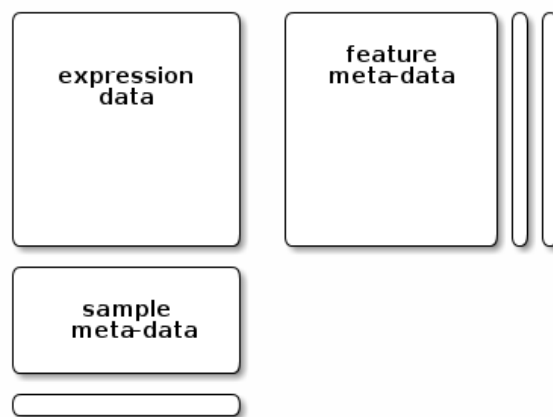 expression
data
feature
meta-data
sample
meta-data